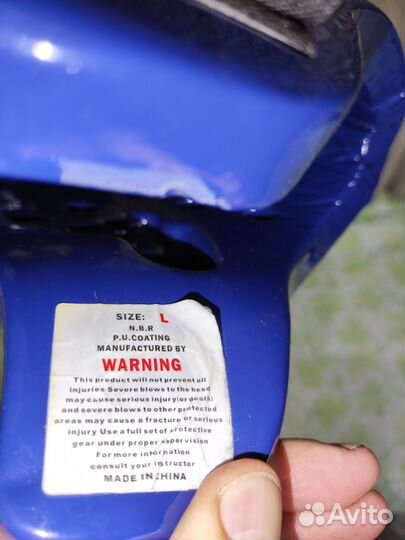 SIZE: L
N.B.R
P.U.COATING
MANUFACTURED BY
WARNING
This product will not prevent all
injuries Severe blows to the head
may cause serious injury(or death)
and severe blows to other protected
areas may cause a fracture or serious
injury Use a full set of protective
gear under proper supervision
For more information
consult your instructor
MADE IN CHINA
Avito